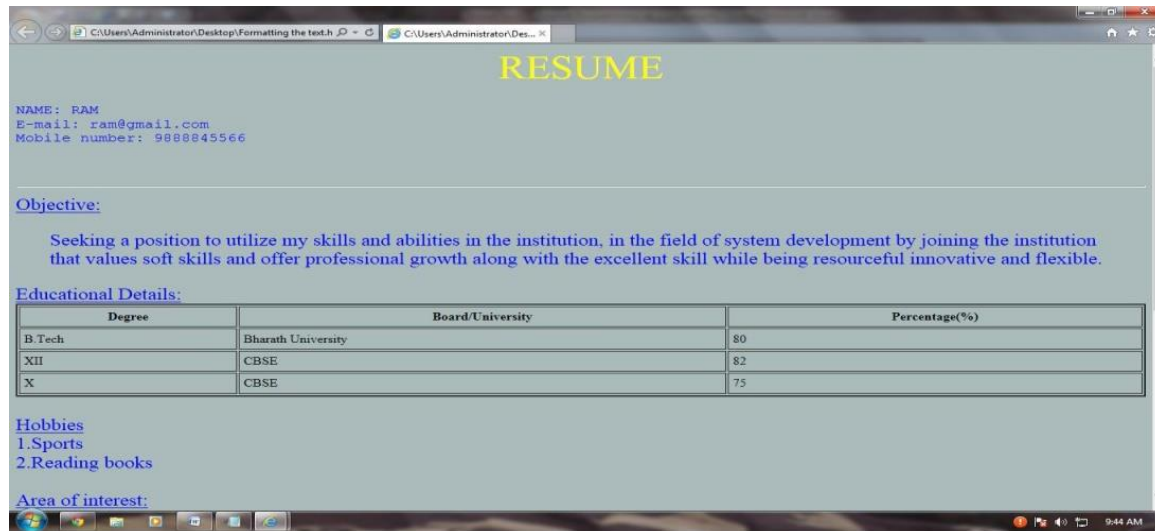 C:\Users\Administrator\Desktop\Formatting the text.h
C:\Users\Administrator\Des...
RESUME
NAME: RAM
E-mail: ram@gmail.com
Mobile number: 9888845566
Objective:
Seeking a position to utilize my skills and abilities in the institution, in the field of system development by joining the institution
that values soft skills and offer professional growth along with the excellent skill while being resourceful innovative and flexible.
Educational Details:
Degree Board/University Percentage(%)
B.Tech Bharath University 80
XII CBSE 82
X CBSE 75
Hobbies
1.Sports
2.Reading books
Area of interest:
9:44 AM